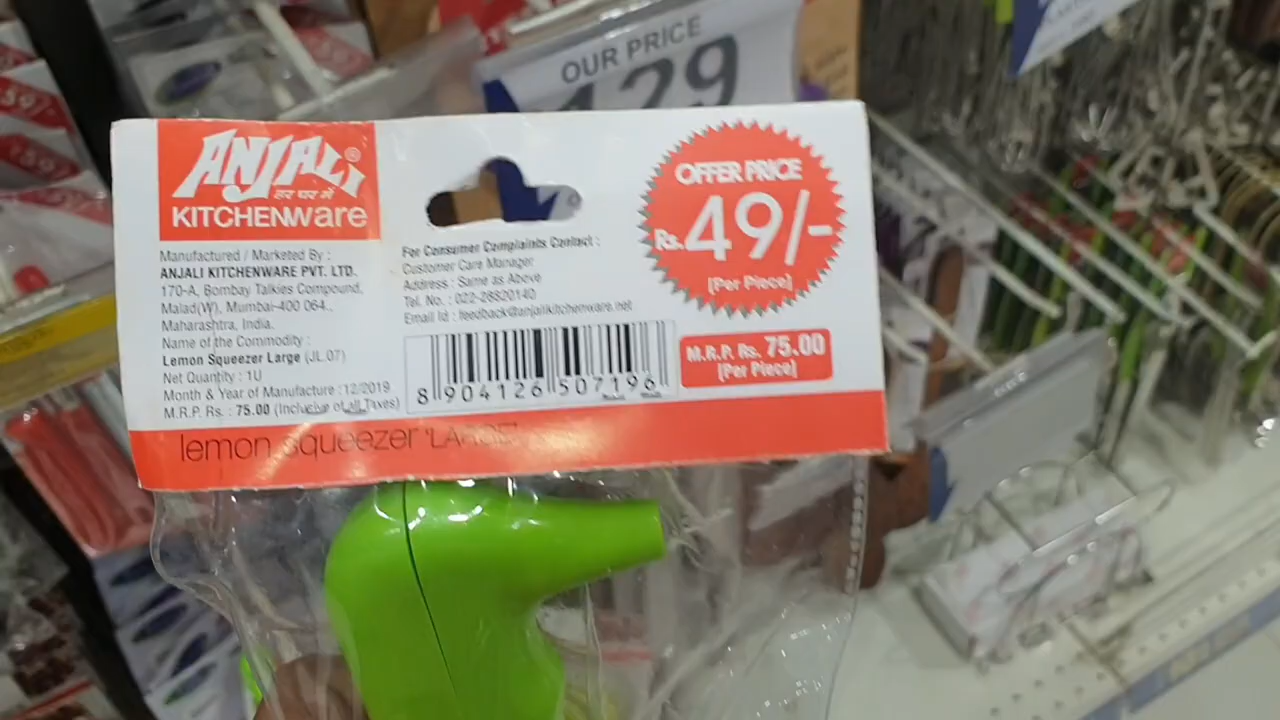 OUR PRICE
129
ANJALI®
हर घर में
KITCHENWare
Manufactured / Marketed By :
ANJALI KITCHENWARE PVT. LTD.
170-A, Bombay Talkies Compound,
Malad(W), Mumbai-400 064.,
Maharashtra, India.
Name of the Commodity :
Lemon Squeezer Large (JL.07)
Net Quantity : 1U
Month & Year of Manufacture : 12/2019
M.R.P. Rs. : 75.00 (Inclusive of all Taxes)
For Consumer Complaints Contact :
Customer Care Manager
Address : Same as Above
Tel. No. : 022-28820140
Email Id : feedback@anjalikitchenware.net
8 904126 507196
OFFER PRICE
Rs. 49/-
[Per Piece]
M.R.P. Rs. 75.00
[Per Piece]
lemon squeezer 'LARGE'